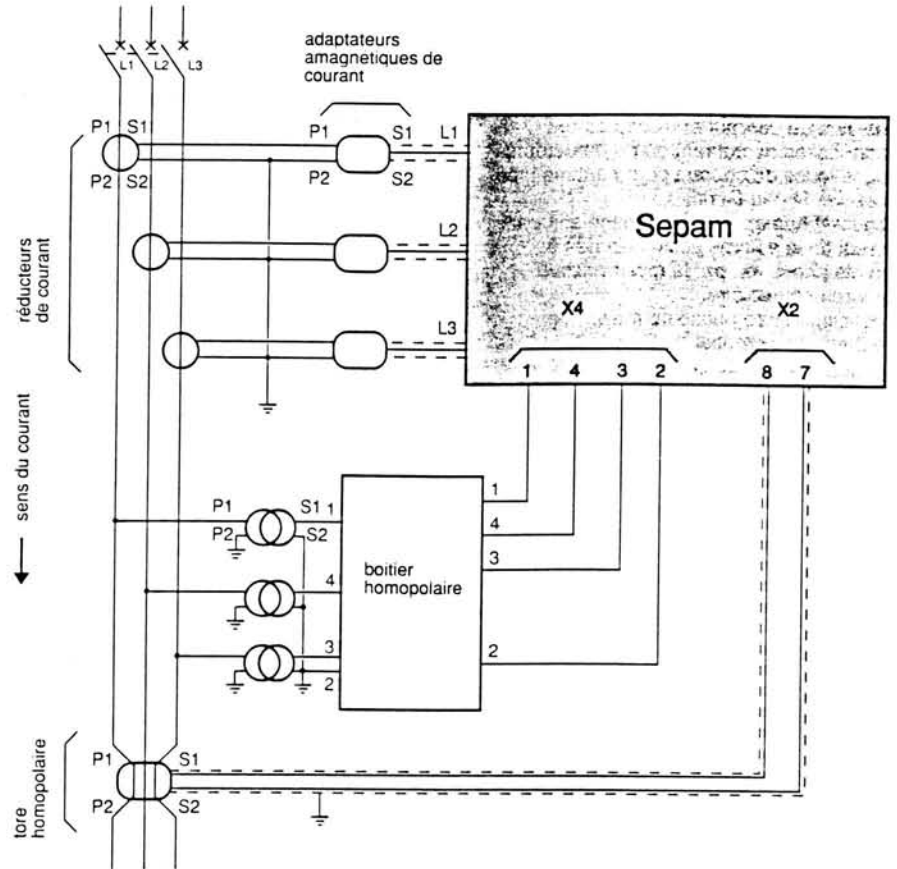 adaptateurs
amagnétiques de
courant
L1 L2 L3
P1 S1
P2 S2
P1 S1 L1
P2 S2
L2
L3
réducteurs
de courant
Sepam
X4 X2
1 4 3 2 8 7
sens du courant
P1 S1 1
P2 S2
4
3
2
boitier
homopolaire
1
4
3
2
tore
homopolaire
P1 S1
P2 S2